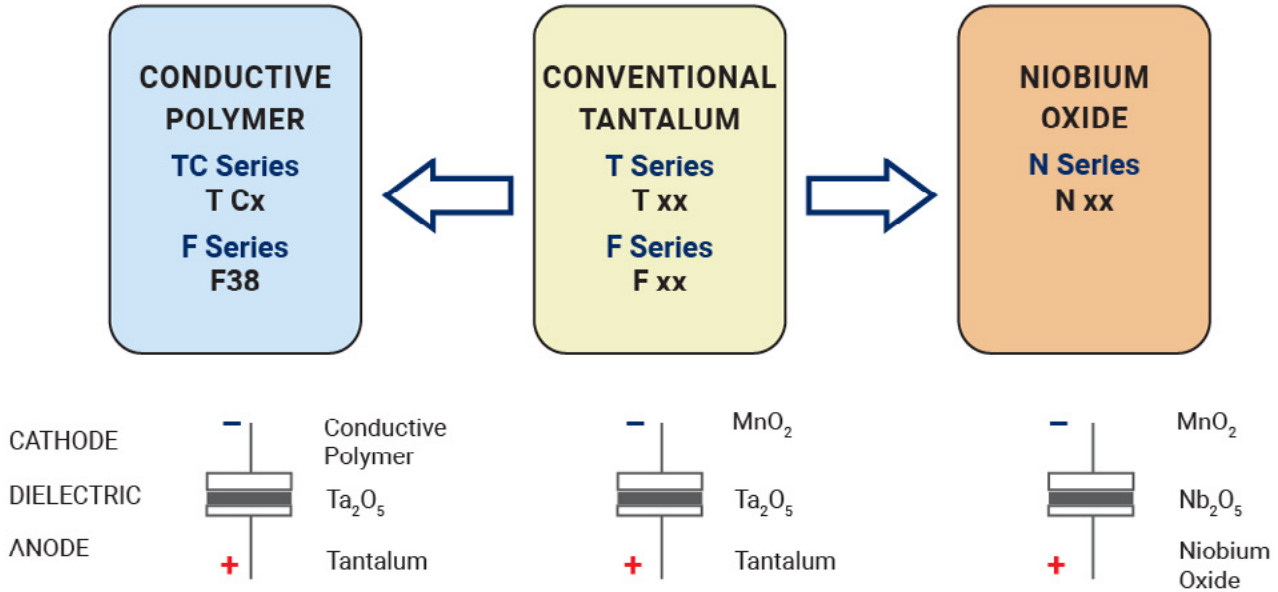 CONDUCTIVE
POLYMER
TC Series
T Cx
F Series
F38
CONVENTIONAL
TANTALUM
T Series
T xx
F Series
F xx
NIOBIUM
OXIDE
N Series
N xx
CATHODE
DIELECTRIC
ΛNODE
−
Conductive
Polymer
Ta₂O₅
+
Tantalum
−
MnO₂
Ta₂O₅
+
Tantalum
−
MnO₂
Nb₂O₅
+
Niobium
Oxide